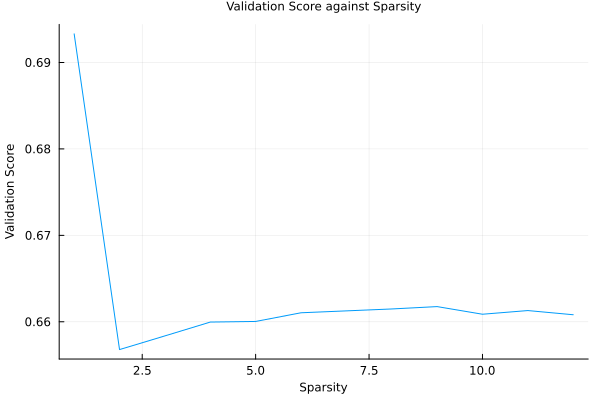 Validation Score against Sparsity
0.69
0.68
0.67
0.66
Validation Score
2.5 5.0 7.5 10.0
Sparsity